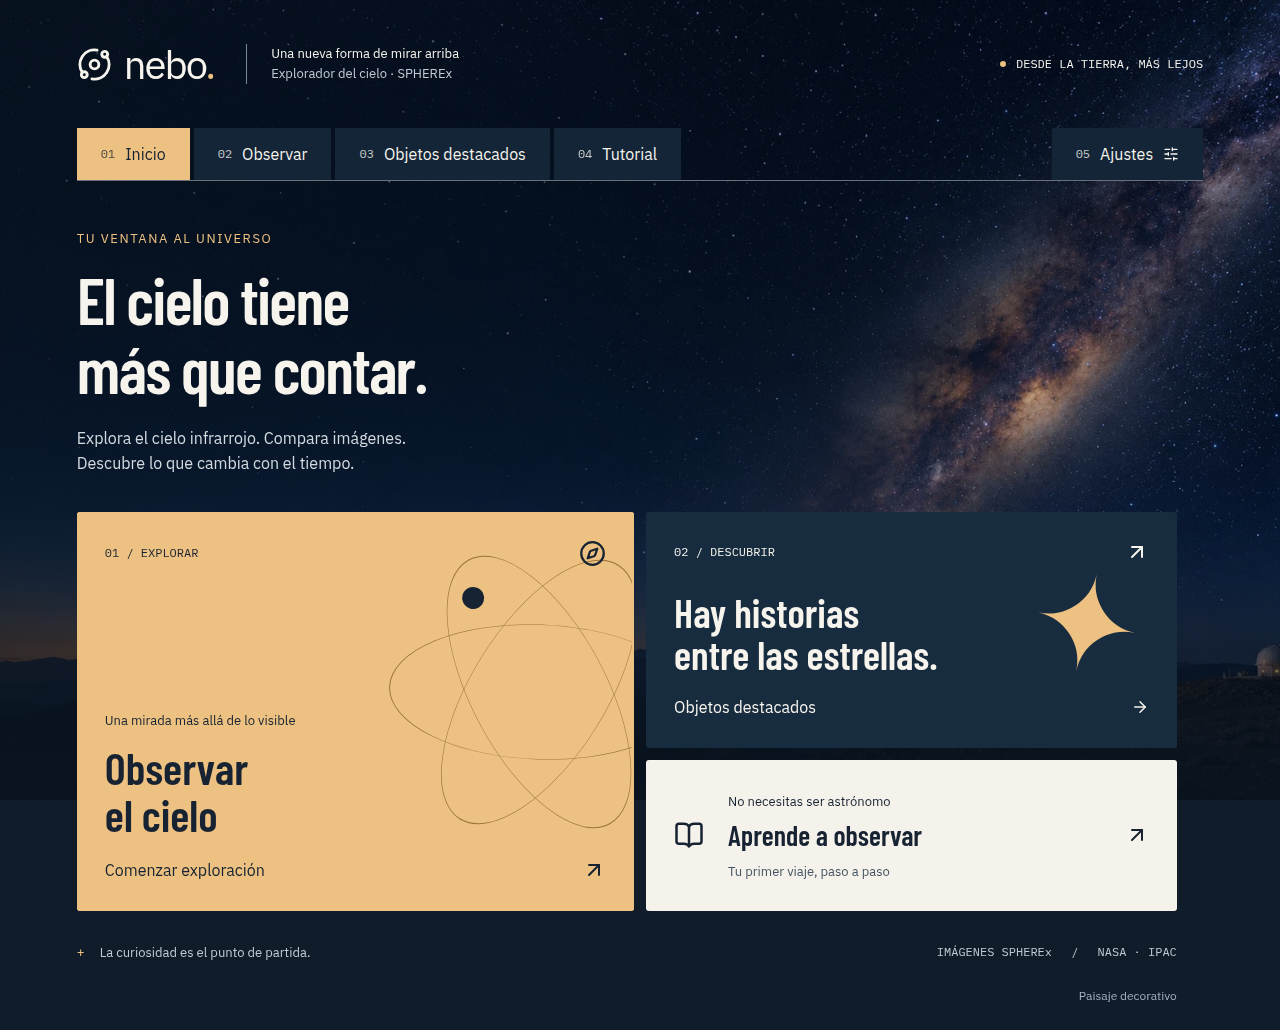 nebo.
Una nueva forma de mirar arriba
Explorador del cielo · SPHEREx
DESDE LA TIERRA, MÁS LEJOS
01 Inicio
02 Observar
03 Objetos destacados
04 Tutorial
05 Ajustes
TU VENTANA AL UNIVERSO
El cielo tiene
más que contar.
Explora el cielo infrarrojo. Compara imágenes.
Descubre lo que cambia con el tiempo.
01 / EXPLORAR
Una mirada más allá de lo visible
Observar
el cielo
Comenzar exploración
02 / DESCUBRIR
Hay historias
entre las estrellas.
Objetos destacados
No necesitas ser astrónomo
Aprende a observar
Tu primer viaje, paso a paso
+ La curiosidad es el punto de partida.
IMÁGENES SPHEREx / NASA · IPAC
Paisaje decorativo